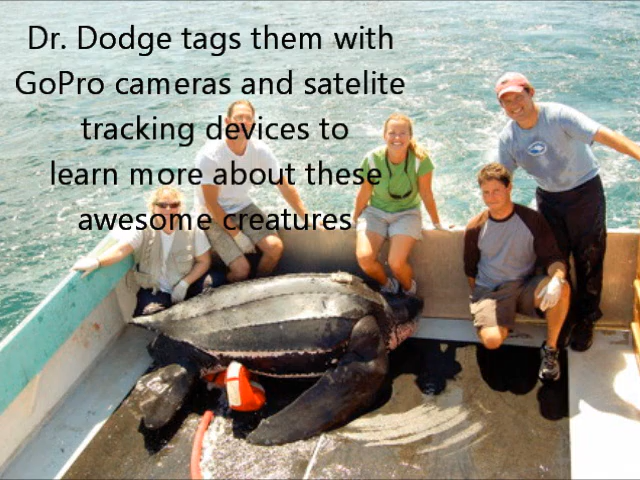 Dr. Dodge tags them with
GoPro cameras and satelite
tracking devices to
learn more about these
awesome creatures